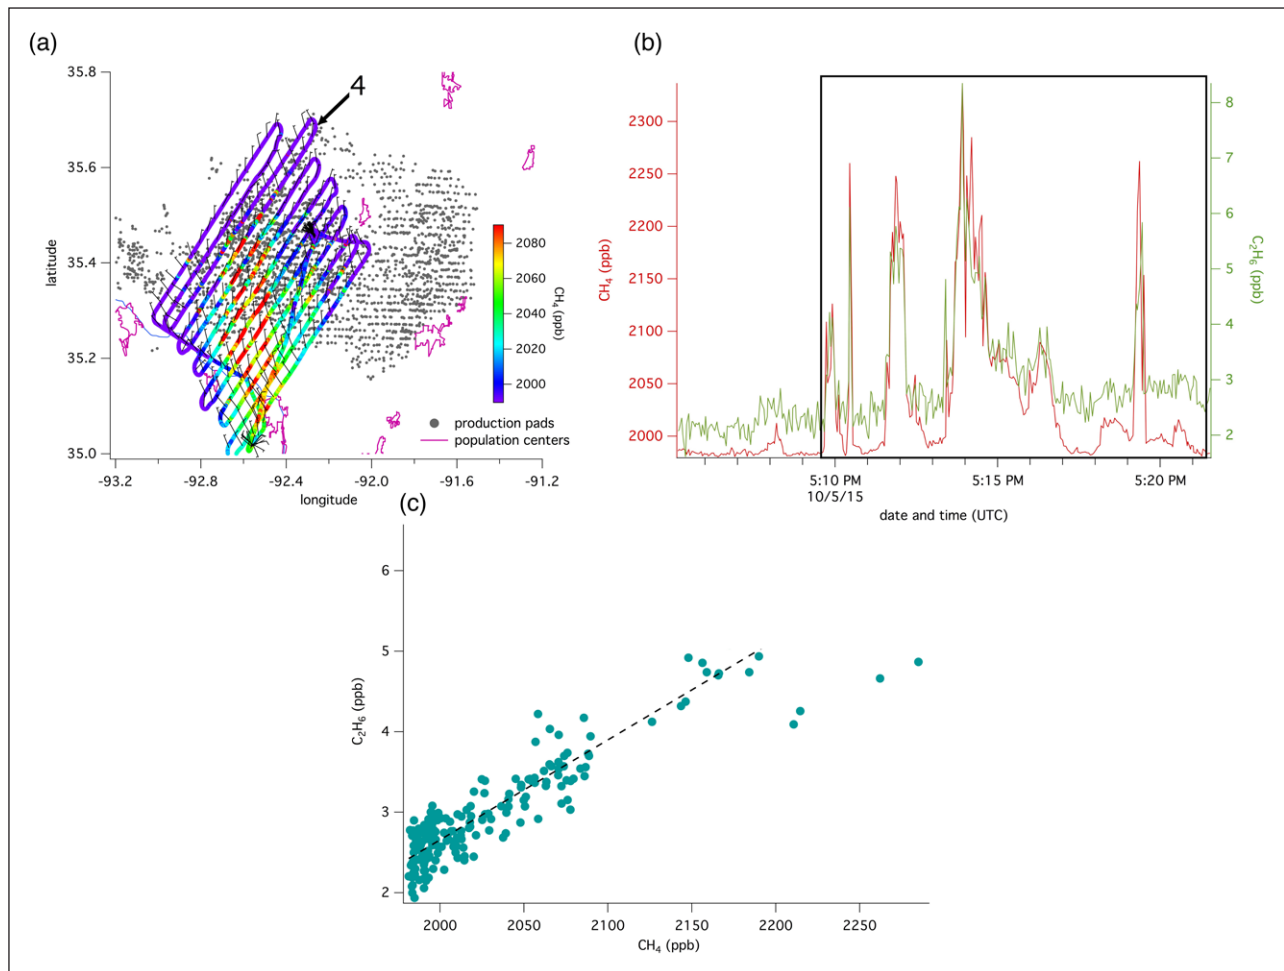 (a)
4
35.8
35.6
35.4
35.2
35.0
latitude
-93.2
-92.8
-92.4
-92.0
-91.6
-91.2
longitude
2080
2060
2040
2020
2000
CH₄ (ppb)
production pads
population centers
(b)
2300
2250
2200
2150
2100
2050
2000
CH₄ (ppb)
8
7
6
5
4
3
2
C₂H₆ (ppb)
5:10 PM
10/5/15
5:15 PM
5:20 PM
date and time (UTC)
(c)
6
5
4
3
2
C₂H₆ (ppb)
2000
2050
2100
2150
2200
2250
CH₄ (ppb)